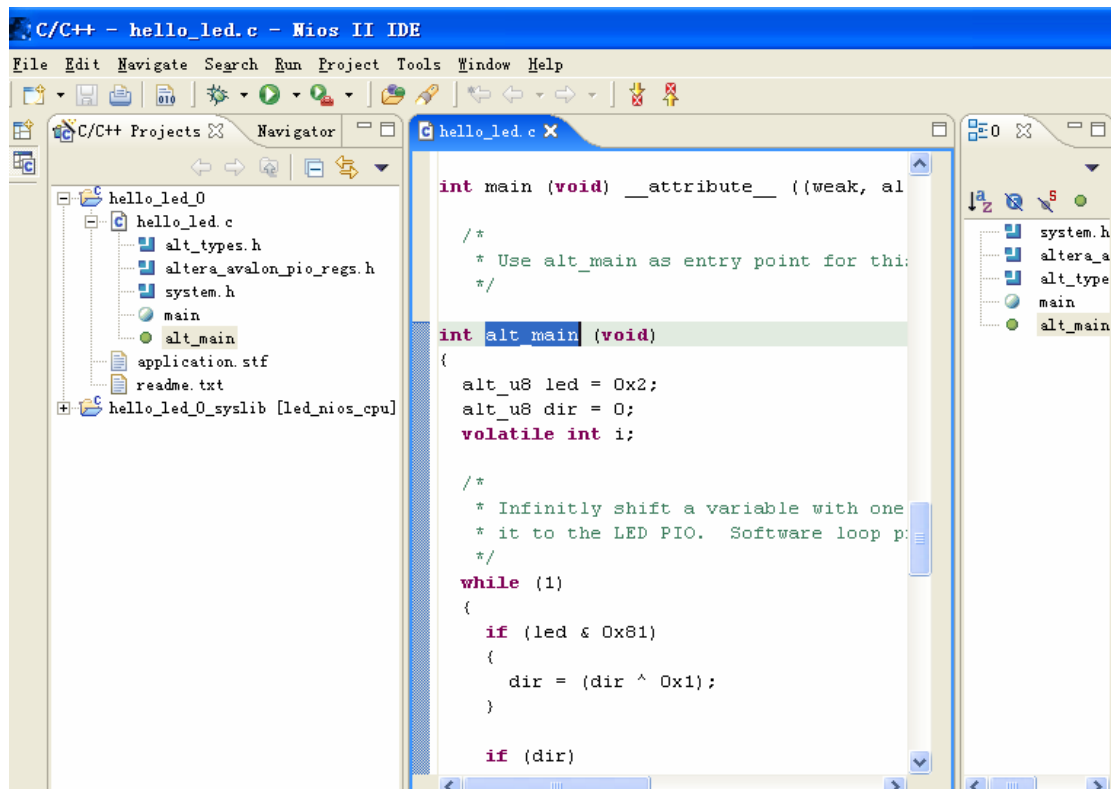 C/C++ - hello_led.c - Nios II IDE
File Edit Navigate Search Run Project Tools Window Help
C/C++ Projects Navigator
hello_led_0
hello_led.c
alt_types.h
altera_avalon_pio_regs.h
system.h
main
alt_main
application.stf
readme.txt
hello_led_0_syslib [led_nios_cpu]
hello_led.c
int main (void) __attribute__ ((weak, al
/*
* Use alt_main as entry point for this
*/
int alt_main (void)
{
alt_u8 led = 0x2;
alt_u8 dir = 0;
volatile int i;
/*
* Infinitly shift a variable with one
* it to the LED PIO. Software loop p
*/
while (1)
{
if (led & 0x81)
{
dir = (dir ^ 0x1);
}
if (dir)
O
system.h
altera_a
alt_type
main
alt_main